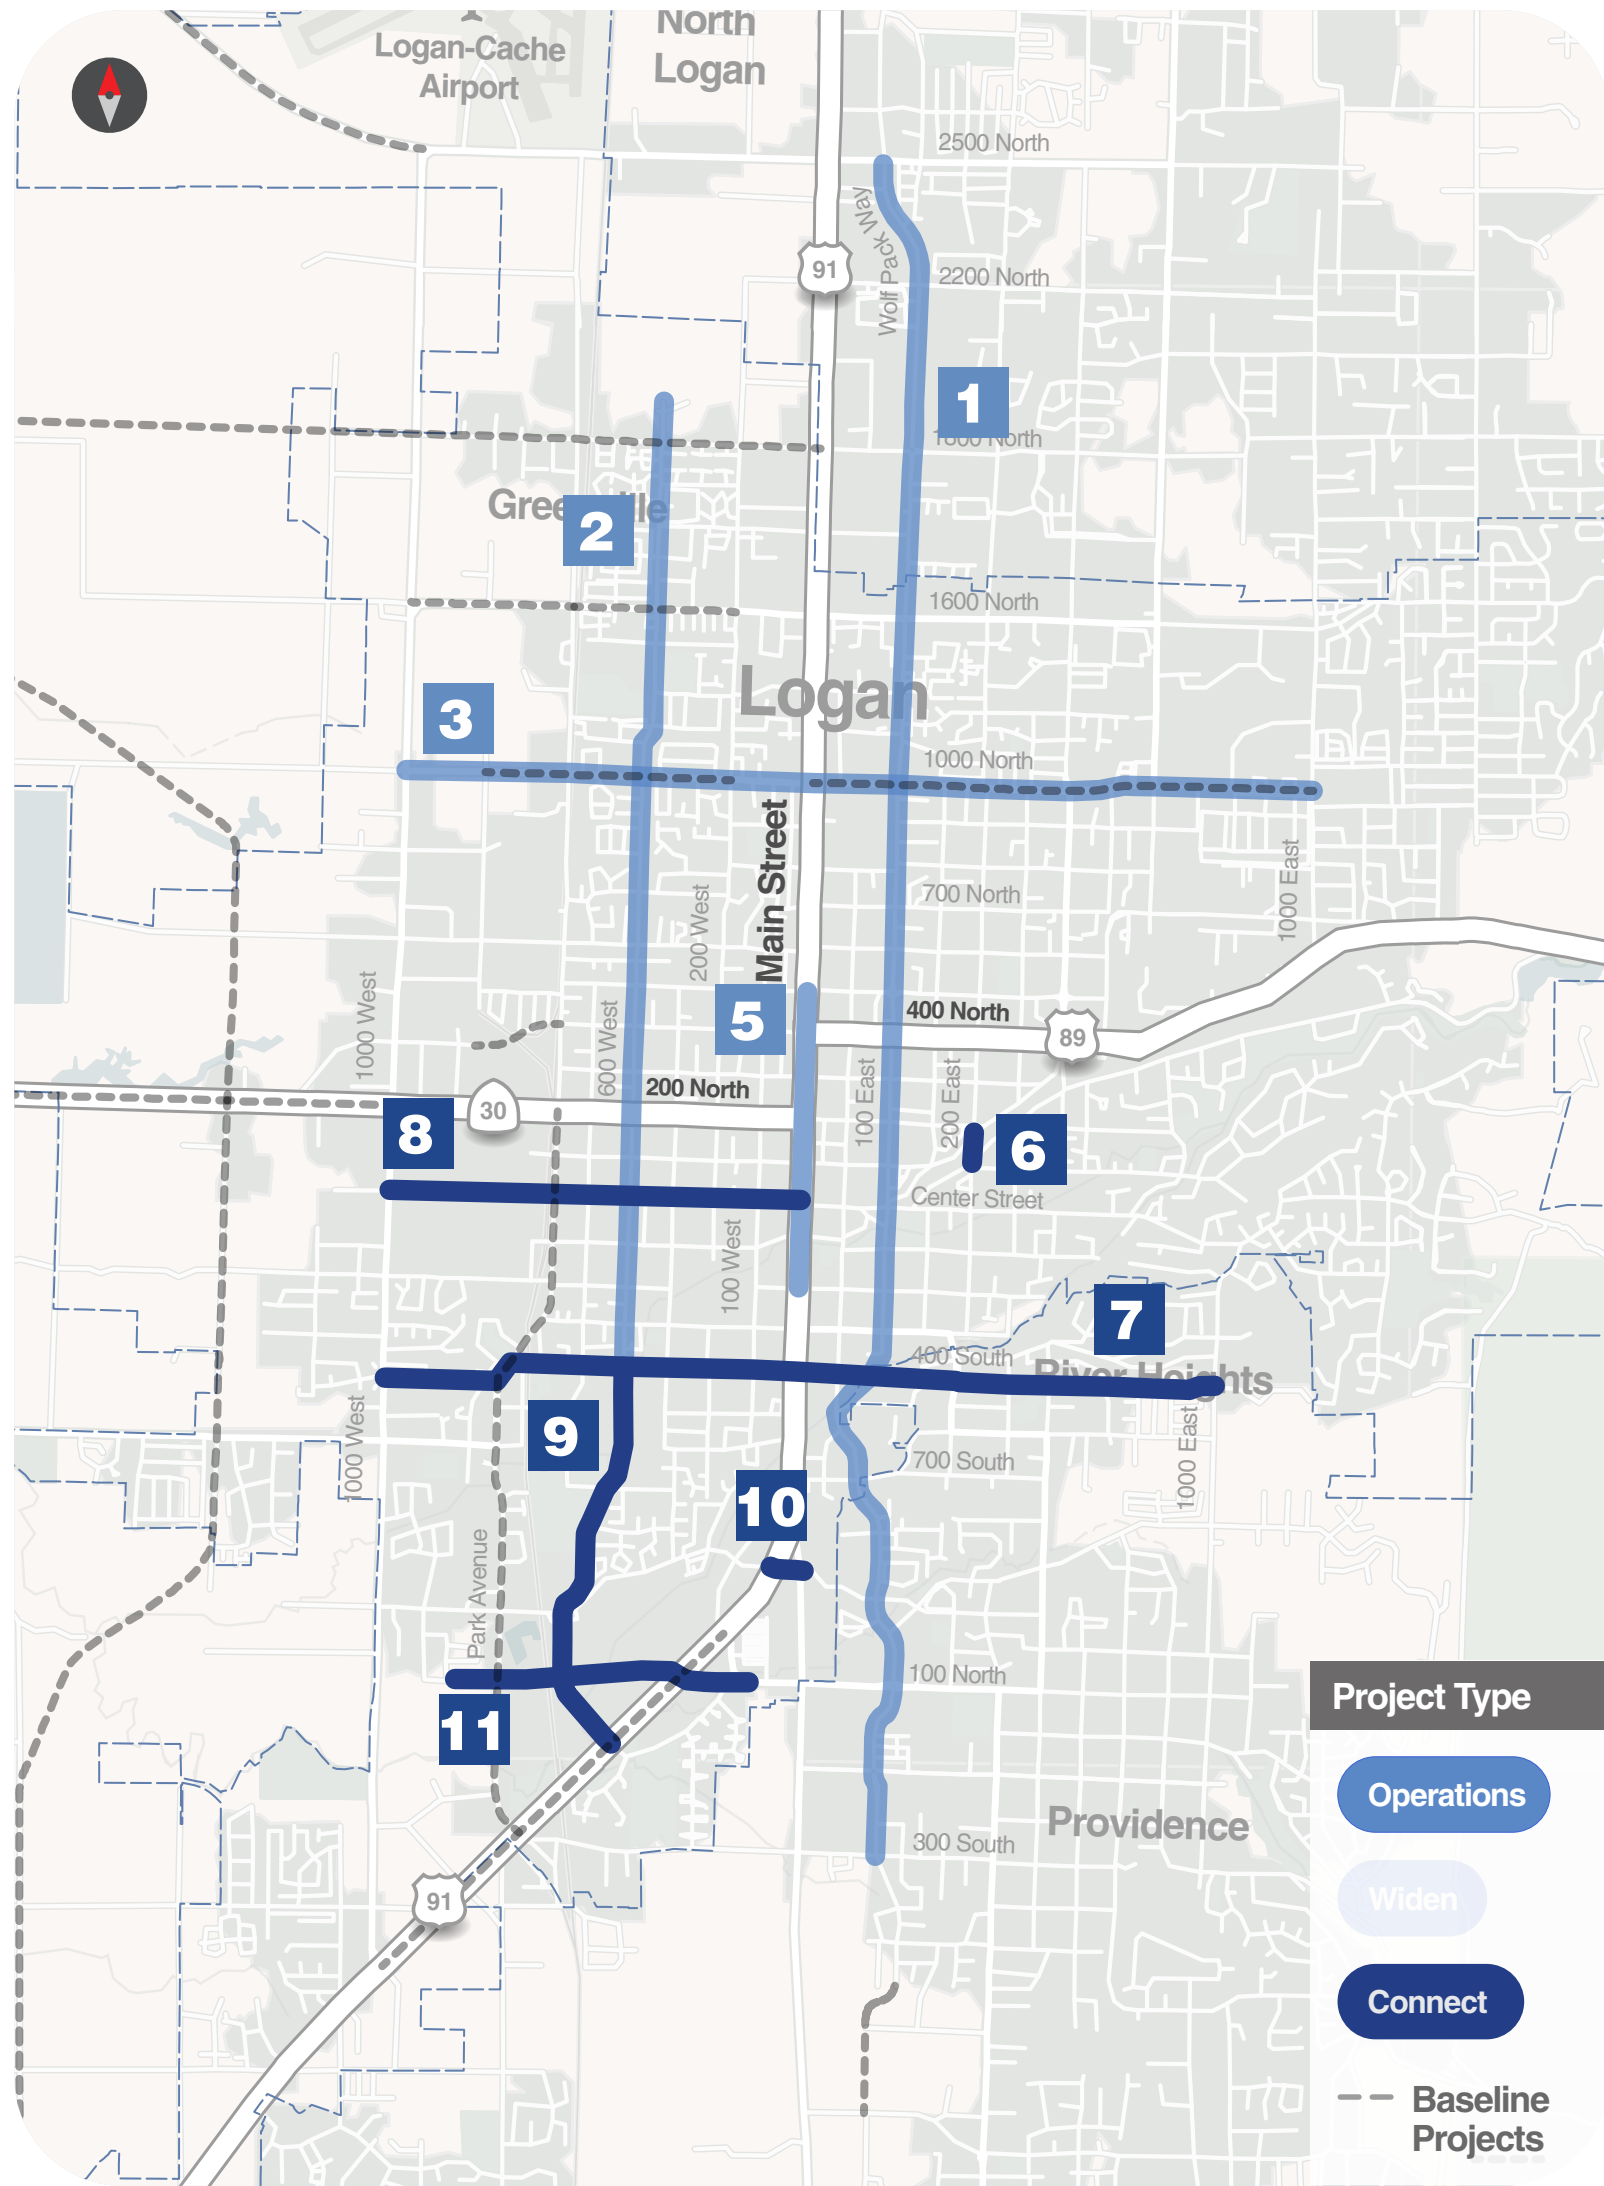 North
Logan
Logan-Cache
Airport
2500 North
Wolf Pack Way
91
2200 North
1
1800 North
2
1600 North
Logan
3
1000 North
Main Street
700 North
1000 East
200 West
1000 West
600 West
5
400 North
89
200 North
30
100 East
200 East
8
6
Center Street
100 West
7
400 South
River Heights
9
1000 West
700 South
1000 East
10
Park Avenue
100 North
11
Providence
300 South
91
Project Type
Operations
Widen
Connect
Baseline
Projects